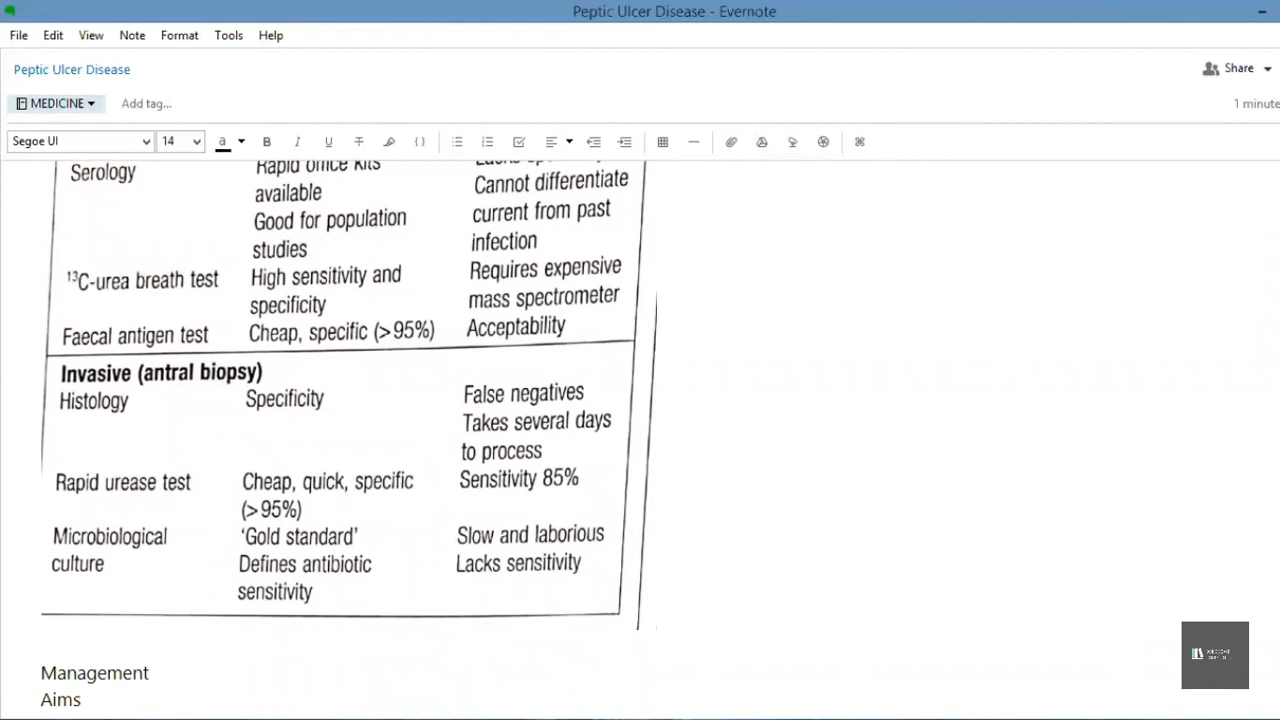 Peptic Ulcer Disease - Evernote
File Edit View Note Format Tools Help
Peptic Ulcer Disease
Share
MEDICINE Add tag...
1 minute
Segoe UI 14 a B I U T { }
Serology Rapid office kits
available Cannot differentiate
Good for population current from past
studies infection
¹³C-urea breath test High sensitivity and Requires expensive
specificity mass spectrometer
Faecal antigen test Cheap, specific (>95%) Acceptability
Invasive (antral biopsy)
Histology Specificity False negatives
Takes several days
to process
Rapid urease test Cheap, quick, specific Sensitivity 85%
(>95%)
Microbiological 'Gold standard' Slow and laborious
culture Defines antibiotic Lacks sensitivity
sensitivity
Management
Aims